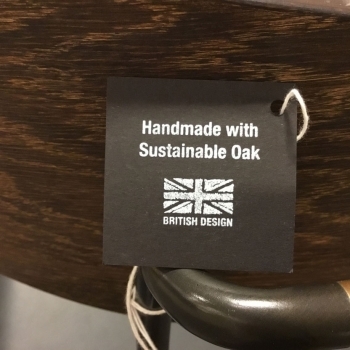 Handmade with
Sustainable Oak
BRITISH DESIGN